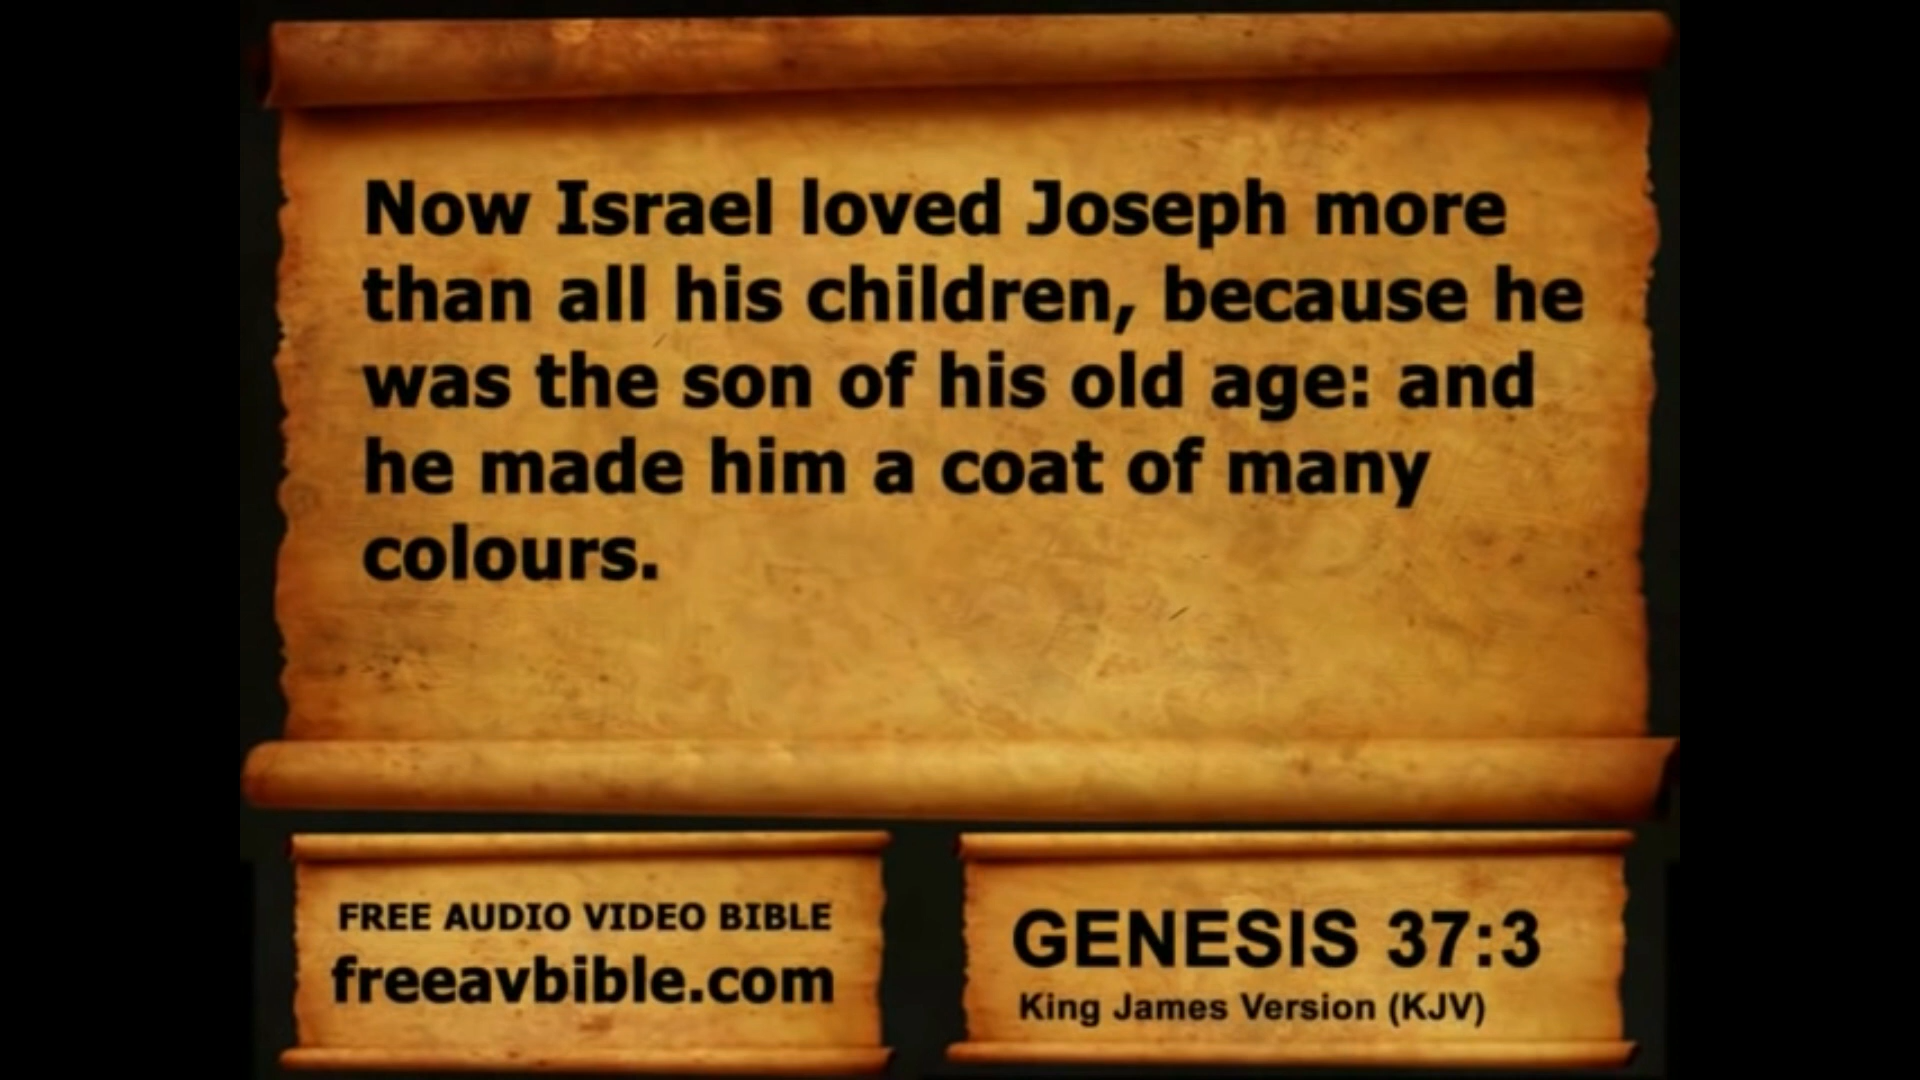 Now Israel loved Joseph more
than all his children, because he
was the son of his old age: and
he made him a coat of many
colours.
FREE AUDIO VIDEO BIBLE
freeavbible.com
GENESIS 37:3
King James Version (KJV)